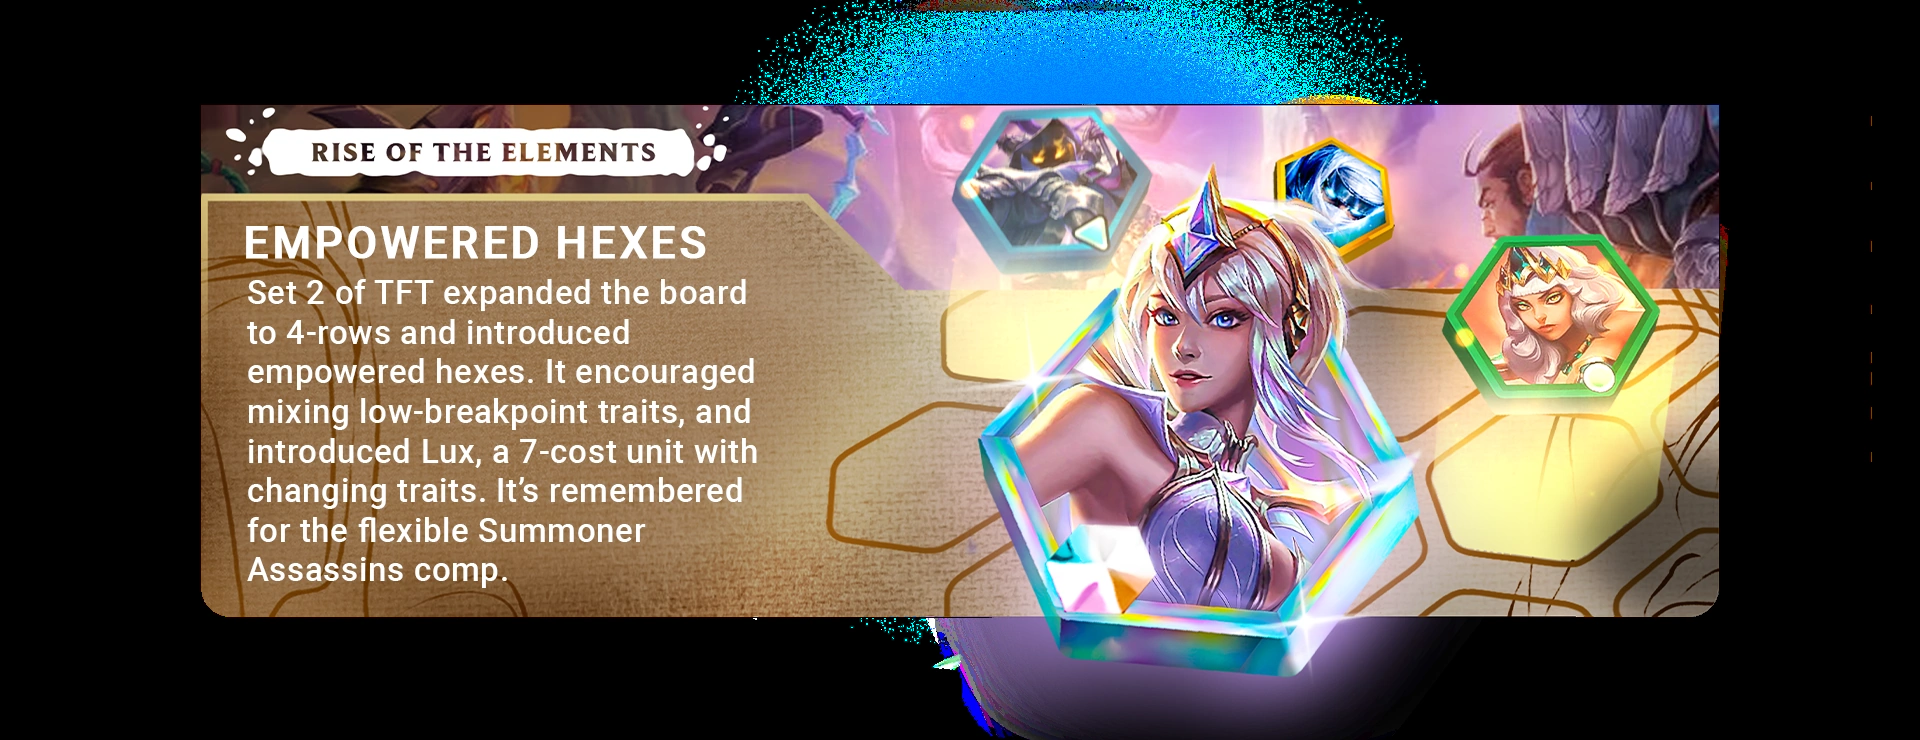 RISE OF THE ELEMENTS
EMPOWERED HEXES
Set 2 of TFT expanded the board
to 4-rows and introduced
empowered hexes. It encouraged
mixing low-breakpoint traits, and
introduced Lux, a 7-cost unit with
changing traits. It’s remembered
for the flexible Summoner
Assassins comp.